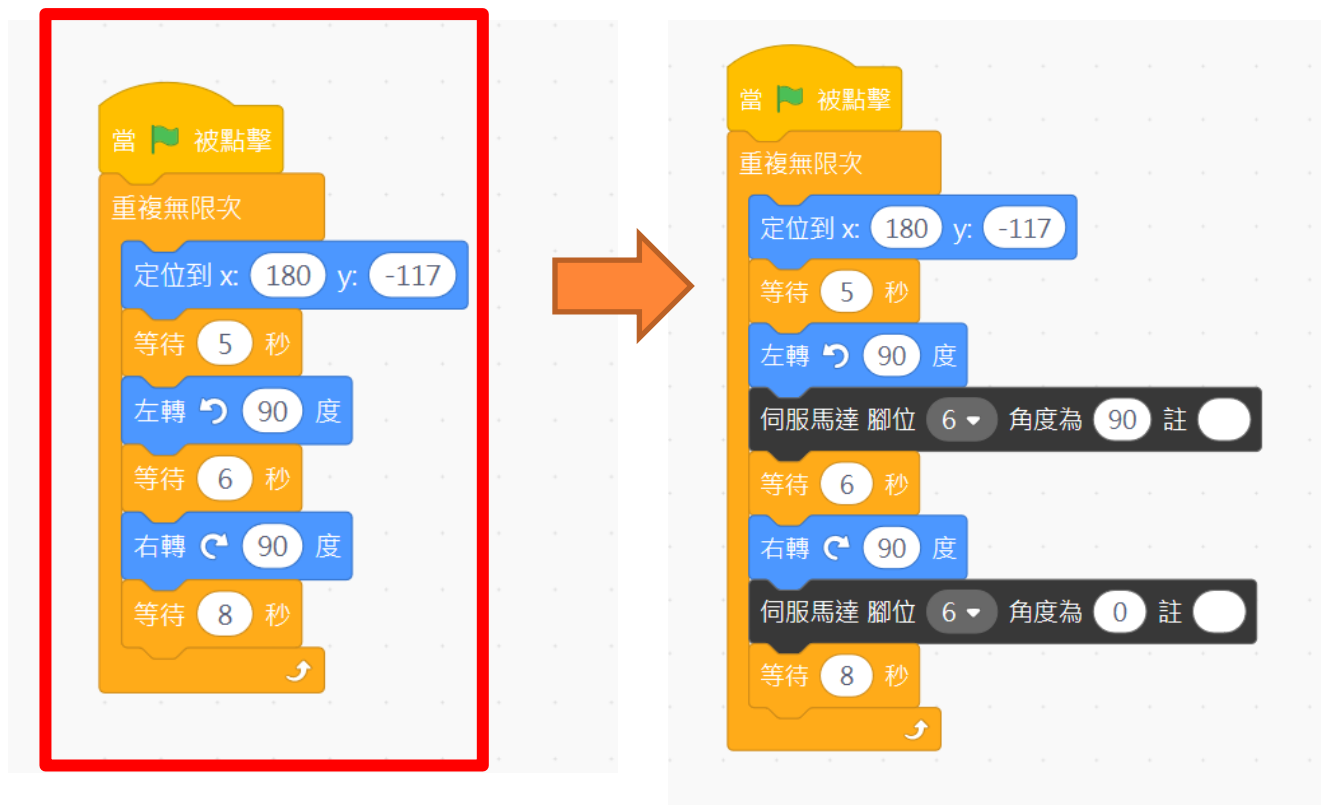 當 被點擊
重複無限次
定位到 x: 180 y: -117
等待 5 秒
左轉 90 度
等待 6 秒
右轉 90 度
等待 8 秒
當 被點擊
重複無限次
定位到 x: 180 y: -117
等待 5 秒
左轉 90 度
伺服馬達 腳位 6 角度為 90 註
等待 6 秒
右轉 90 度
伺服馬達 腳位 6 角度為 0 註
等待 8 秒